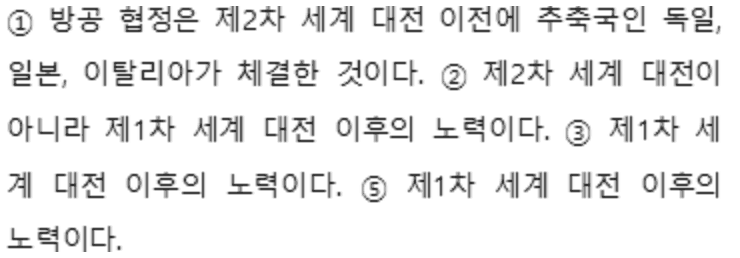 ① 방공 협정은 제2차 세계 대전 이전에 추축국인 독일,
일본, 이탈리아가 체결한 것이다. ② 제2차 세계 대전이
아니라 제1차 세계 대전 이후의 노력이다. ③ 제1차 세
계 대전 이후의 노력이다. ⑤ 제1차 세계 대전 이후의
노력이다.